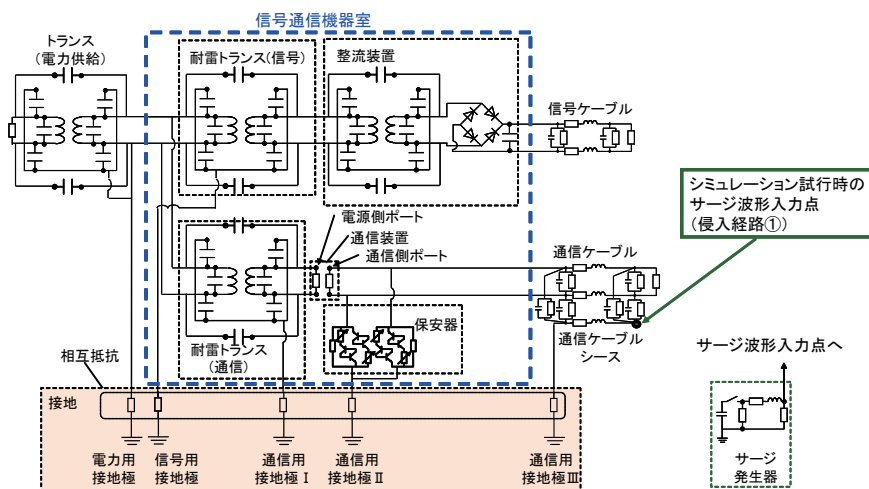 信号通信機器室
トランス
(電力供給)
耐雷トランス(信号)
整流装置
信号ケーブル
シミュレーション試行時の
サージ波形入力点
(侵入経路①)
電源側ポート
通信装置
通信側ポート
通信ケーブル
保安器
耐雷トランス
(通信)
通信ケーブル
シース
相互抵抗
サージ波形入力点へ
接地
電力用
接地極
信号用
接地極
通信用
接地極Ⅰ
通信用
接地極Ⅱ
通信用
接地極Ⅲ
サージ
発生器